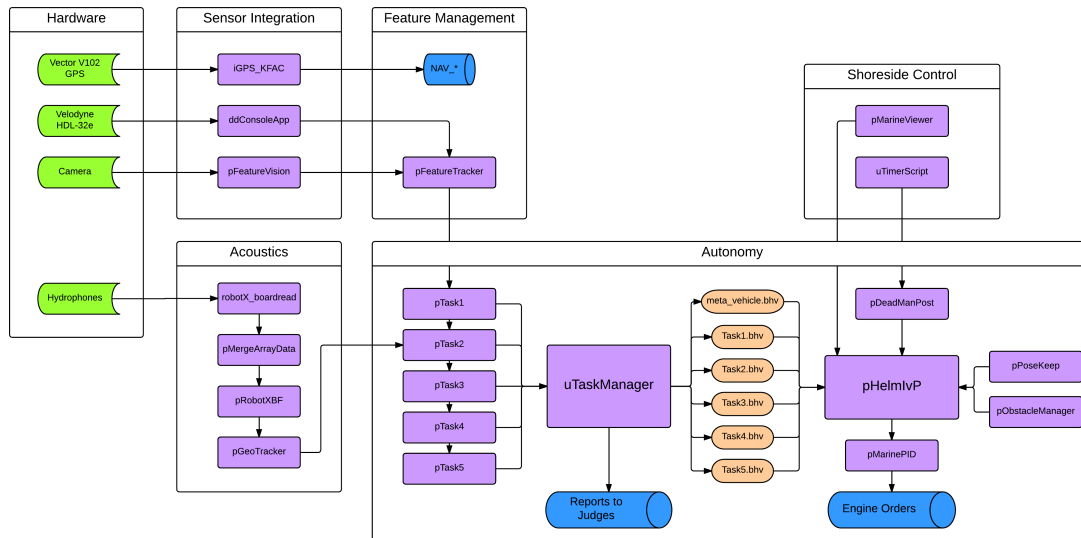 Hardware
Vector V102
GPS
Velodyne
HDL-32e
Camera
Hydrophones
Sensor Integration
iGPS_KFAC
ddConsoleApp
pFeatureVision
Feature Management
NAV_*
pFeatureTracker
Shoreside Control
pMarineViewer
uTimerScript
Acoustics
robotX_boardread
pMergeArrayData
pRobotXBF
pGeoTracker
Autonomy
pTask1
pTask2
pTask3
pTask4
pTask5
uTaskManager
Reports to
Judges
meta_vehicle.bhv
Task1.bhv
Task2.bhv
Task3.bhv
Task4.bhv
Task5.bhv
pDeadManPost
pHelmIvP
pPoseKeep
pObstacleManager
pMarinePID
Engine Orders